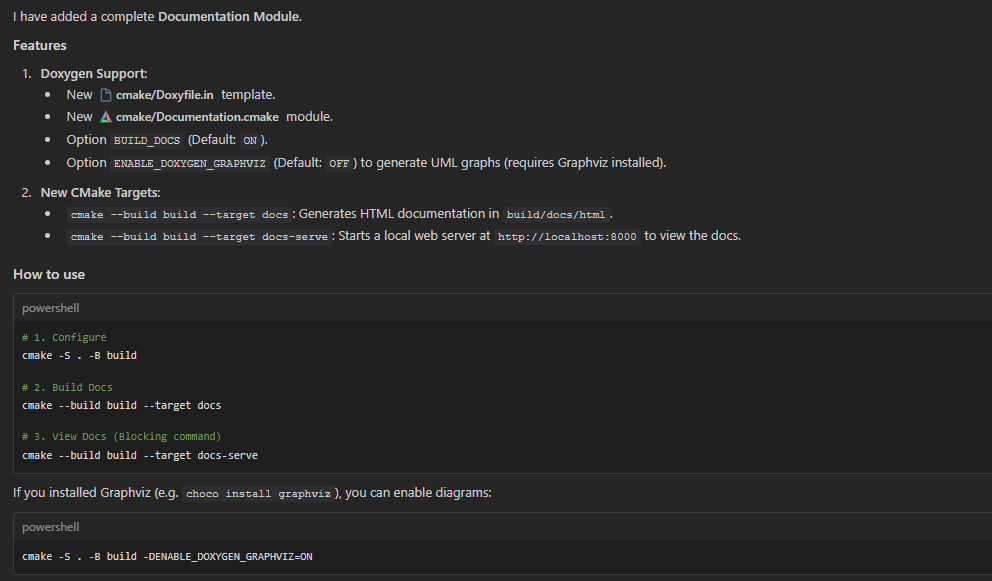 I have added a complete Documentation Module.
Features
1. Doxygen Support:
• New cmake/Doxyfile.in template.
• New cmake/Documentation.cmake module.
• Option BUILD_DOCS (Default: ON ).
• Option ENABLE_DOXYGEN_GRAPHVIZ (Default: OFF ) to generate UML graphs (requires Graphviz installed).
2. New CMake Targets:
• cmake --build build --target docs : Generates HTML documentation in build/docs/html .
• cmake --build build --target docs-serve : Starts a local web server at http://localhost:8000 to view the docs.
How to use
powershell
# 1. Configure
cmake -S . -B build
# 2. Build Docs
cmake --build build --target docs
# 3. View Docs (Blocking command)
cmake --build build --target docs-serve
If you installed Graphviz (e.g. choco install graphviz ), you can enable diagrams:
powershell
cmake -S . -B build -DENABLE_DOXYGEN_GRAPHVIZ=ON